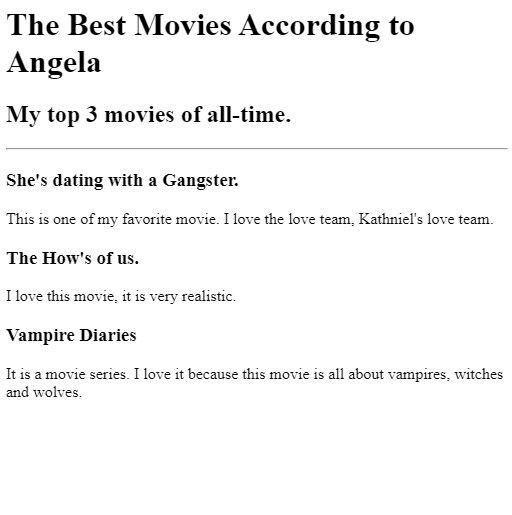 The Best Movies According to
Angela
My top 3 movies of all-time.
She's dating with a Gangster.
This is one of my favorite movie. I love the love team, Kathniel's love team.
The How's of us.
I love this movie, it is very realistic.
Vampire Diaries
It is a movie series. I love it because this movie is all about vampires, witches
and wolves.